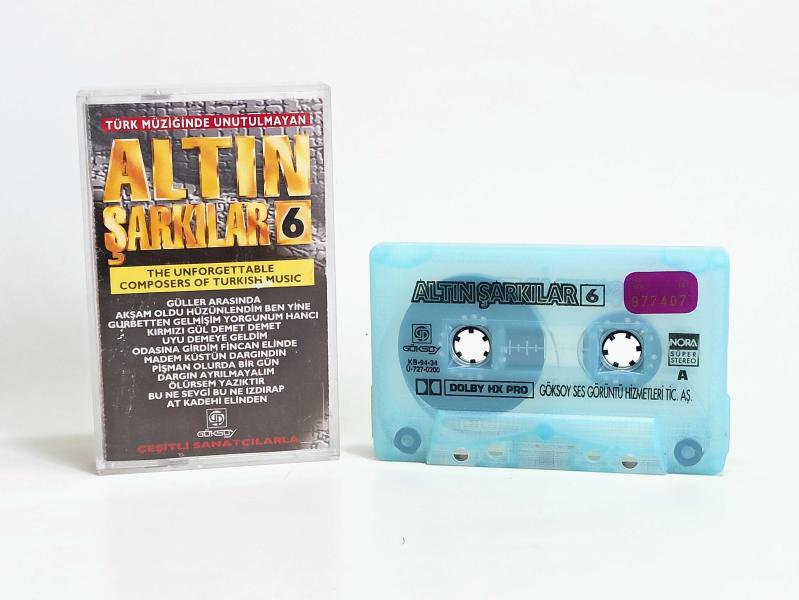 TÜRK MÜZİĞİNDE UNUTULMAYAN
ALTIN
ŞARKILAR 6
THE UNFORGETTABLE
COMPOSERS OF TURKISH MUSIC
GÜLLER ARASINDA
AKŞAM OLDU HÜZÜNLENDİM BEN YİNE
GURBETTEN GELMİŞİM YORGUNUM HANCI
KIRMIZI GÜL DEMET DEMET
UYU DEMEYE GELDİM
ODASINA GİRDİM FİNCAN ELİNDE
MADEM KÜSTÜN DARGINDIN
PİŞMAN OLURDA BİR GÜN
DARGIN AYRILMAYALIM
ÖLÜRSEM YAZIKTIR
BU NE SEVGİ BU NE IZDIRAP
AT KADEHİ ELİNDEN
GÖKSOY
ÇEŞİTLİ SANATÇILARLA
ALTIN ŞARKILAR 6
977407
GÖKSOY
KB-94-34
Ü-727-0200
NORA
SÜPER
STEREO
A
DOLBY HX PRO
GÖKSOY SES GÖRÜNTÜ HİZMETLERİ TİC. AŞ.